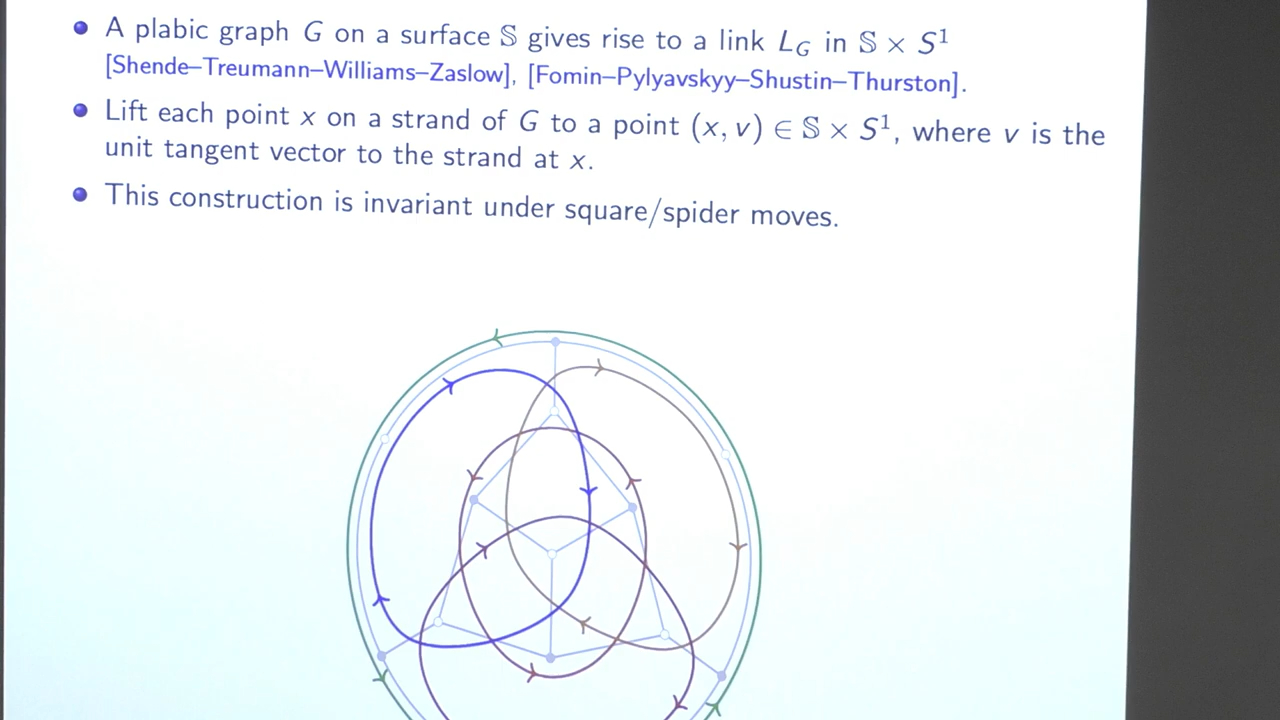 A plabic graph G on a surface 𝕊 gives rise to a link L_G in 𝕊 × S¹
[Shende–Treumann–Williams–Zaslow], [Fomin–Pylyavskyy–Shustin–Thurston].
Lift each point x on a strand of G to a point (x, v) ∈ 𝕊 × S¹, where v is the
unit tangent vector to the strand at x.
This construction is invariant under square/spider moves.